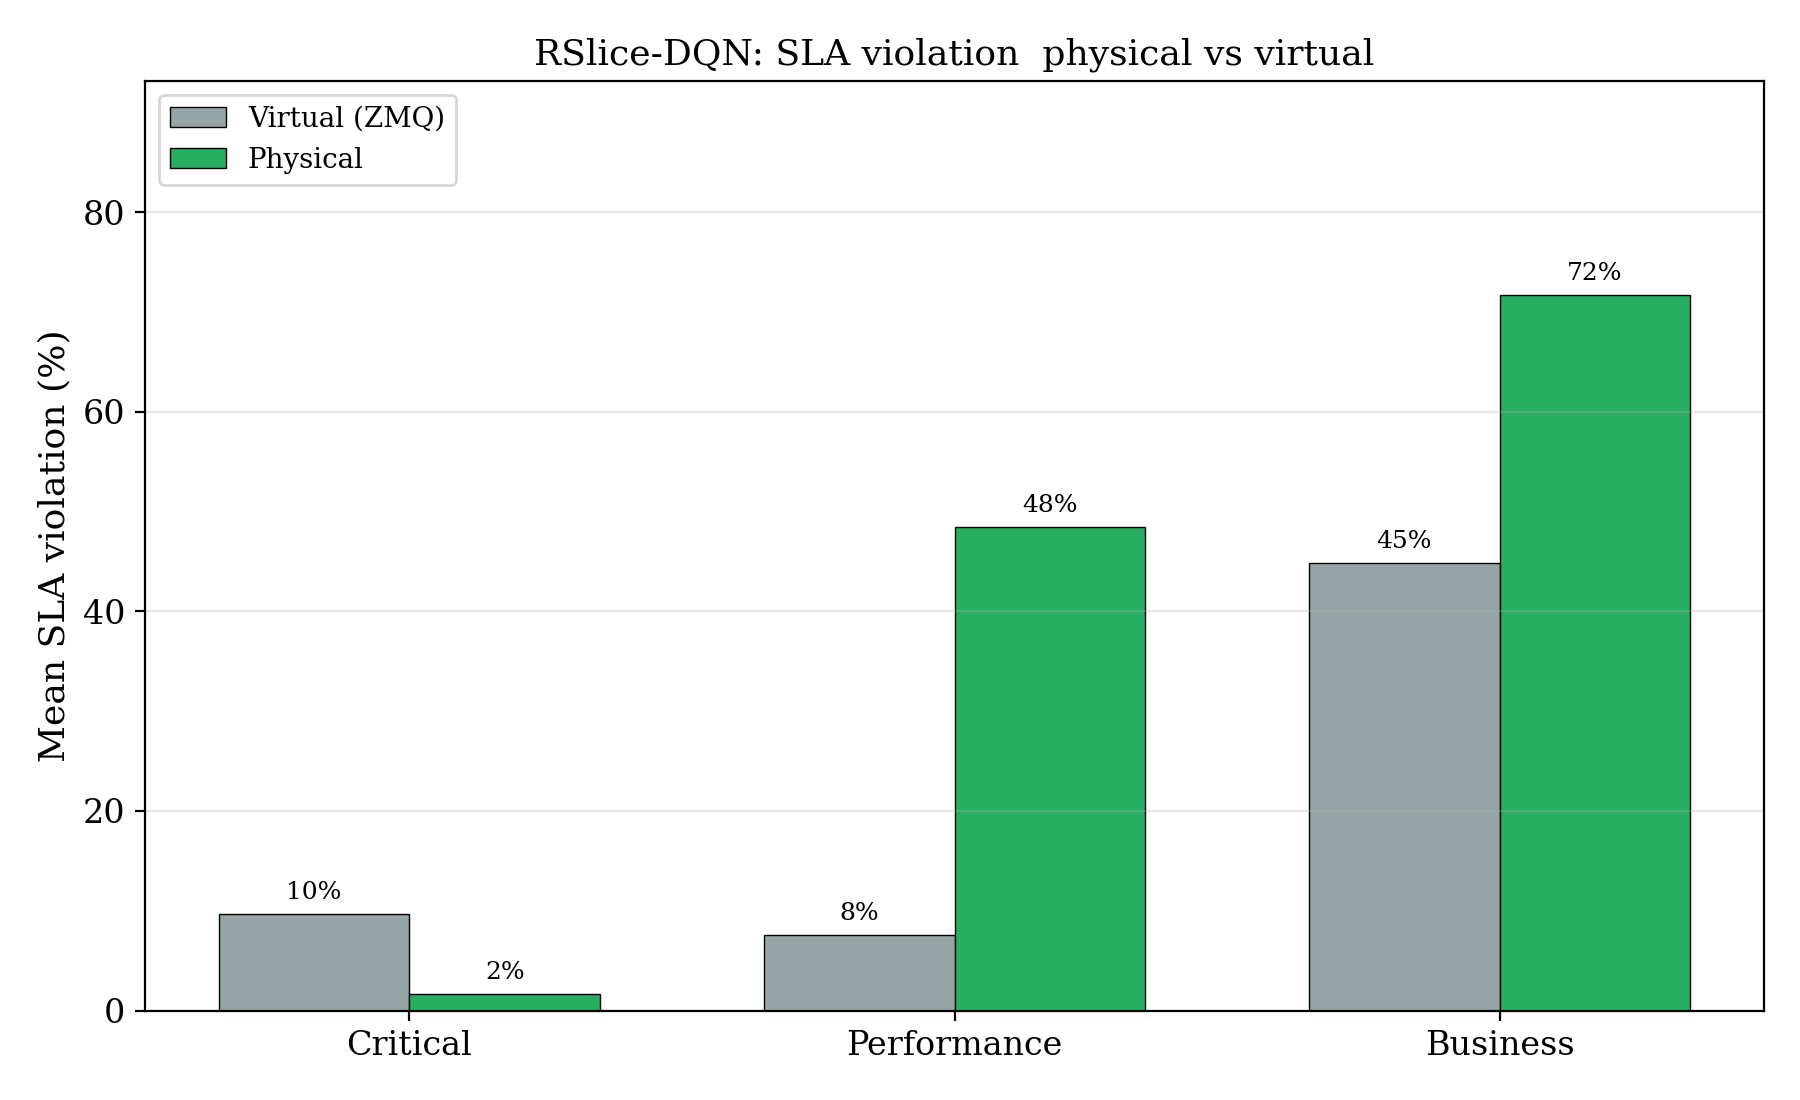 RSlice-DQN: SLA violation  physical vs virtual
Virtual (ZMQ)
Physical
Mean SLA violation (%)
80
60
40
20
0
10%
2%
8%
48%
45%
72%
Critical
Performance
Business